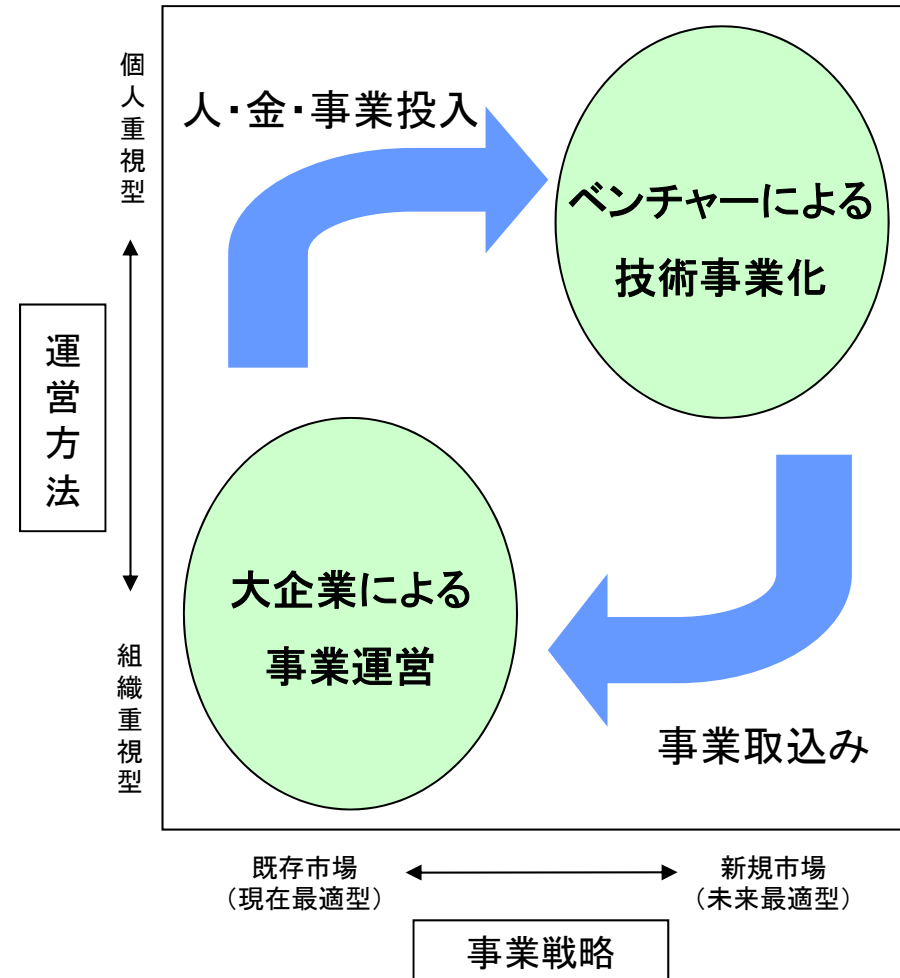 個人重視型
人・金・事業投入
ベンチャーによる
技術事業化
運営方法
大企業による
事業運営
組織重視型
事業取込み
既存市場
（現在最適型）
新規市場
（未来最適型）
事業戦略